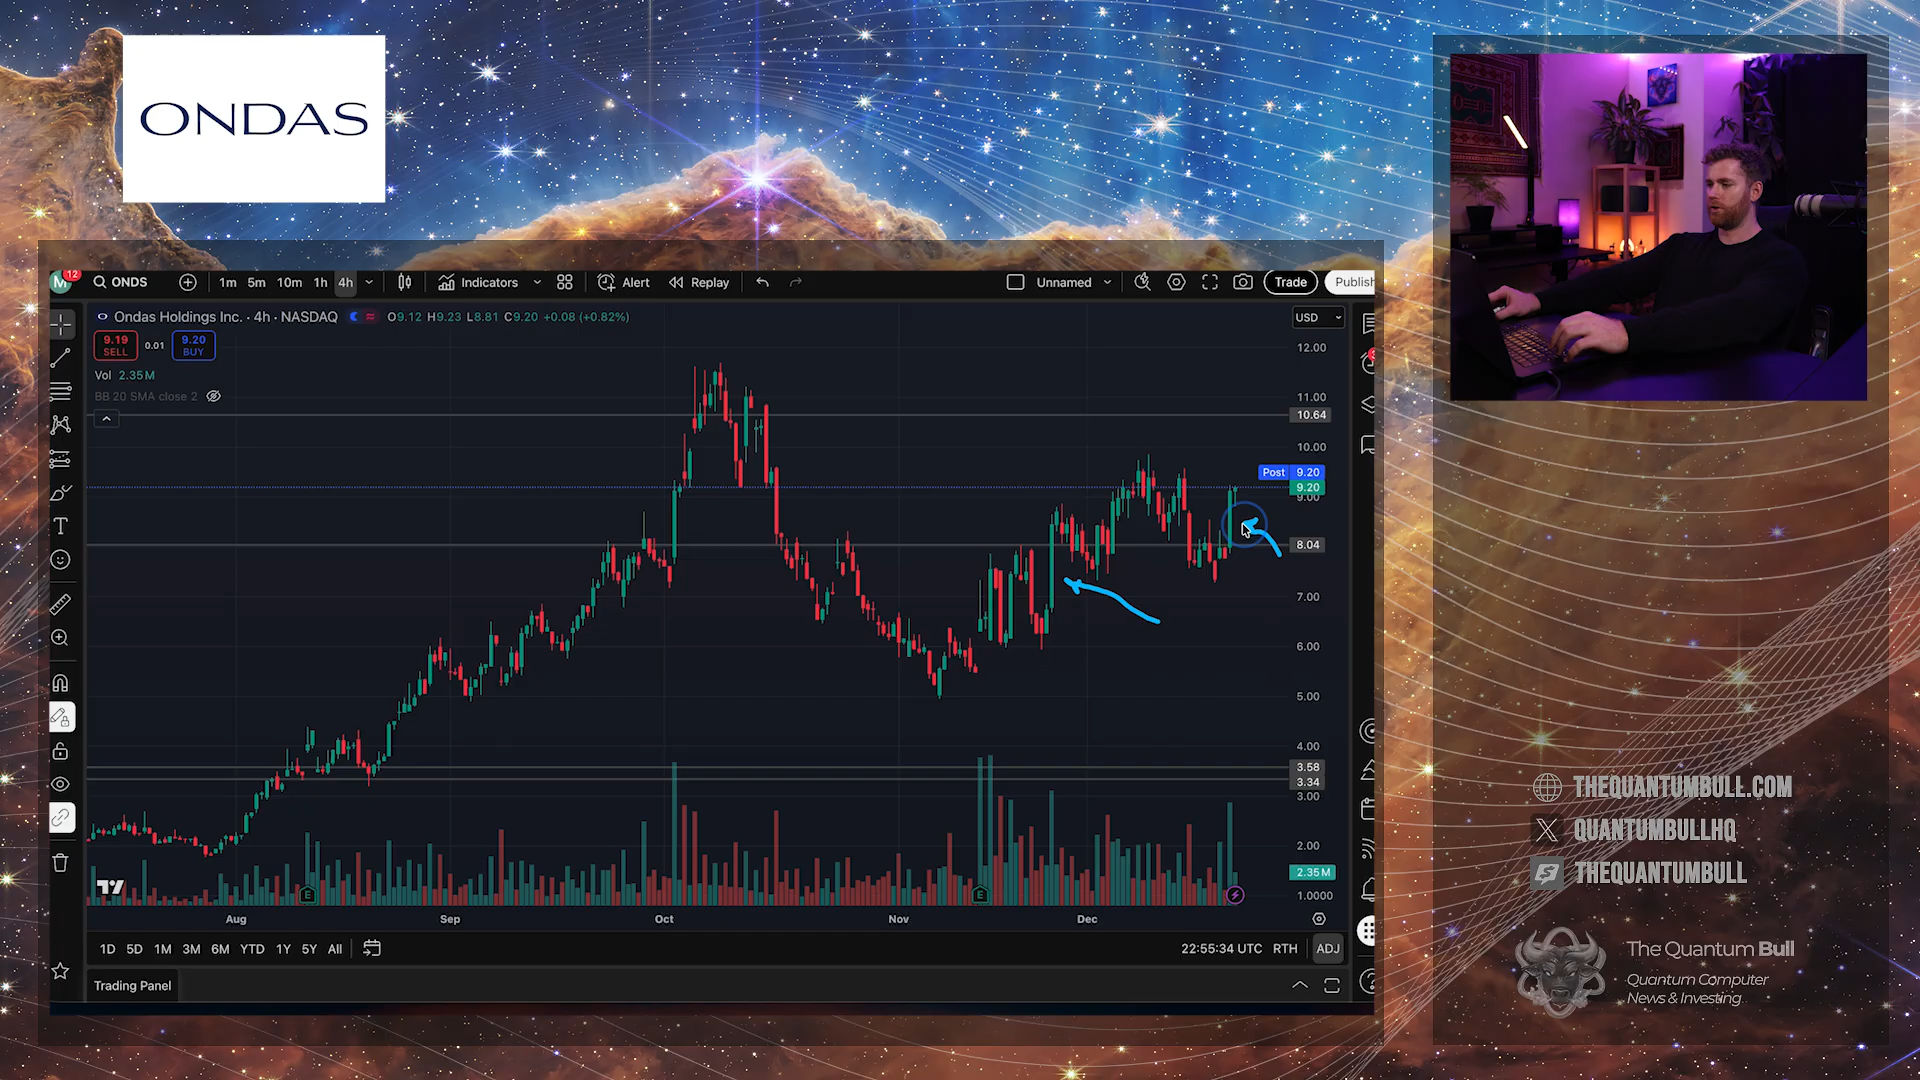 ONDAS
M
12
ONDS
1m 5m 10m 1h 4h
Indicators
Alert
Replay
Unnamed
Trade
Publish
Ondas Holdings Inc. · 4h · NASDAQ
O9.12 H9.23 L8.81 C9.20 +0.08 (+0.82%)
USD
9.19
SELL
0.01
9.20
BUY
Vol 2.35 M
BB 20 SMA close 2
12.00
11.00
10.64
10.00
Post 9.20
9.20
9.00
8.04
7.00
6.00
5.00
4.00
3.58
3.34
3.00
2.00
2.35 M
1.0000
E
E
Aug Sep Oct Nov Dec
1D 5D 1M 3M 6M YTD 1Y 5Y All
22:55:34 UTC RTH ADJ
Trading Panel
THEQUANTUMBULL.COM
QUANTUMBULLHQ
THEQUANTUMBULL
The Quantum Bull
Quantum Computer
News & Investing